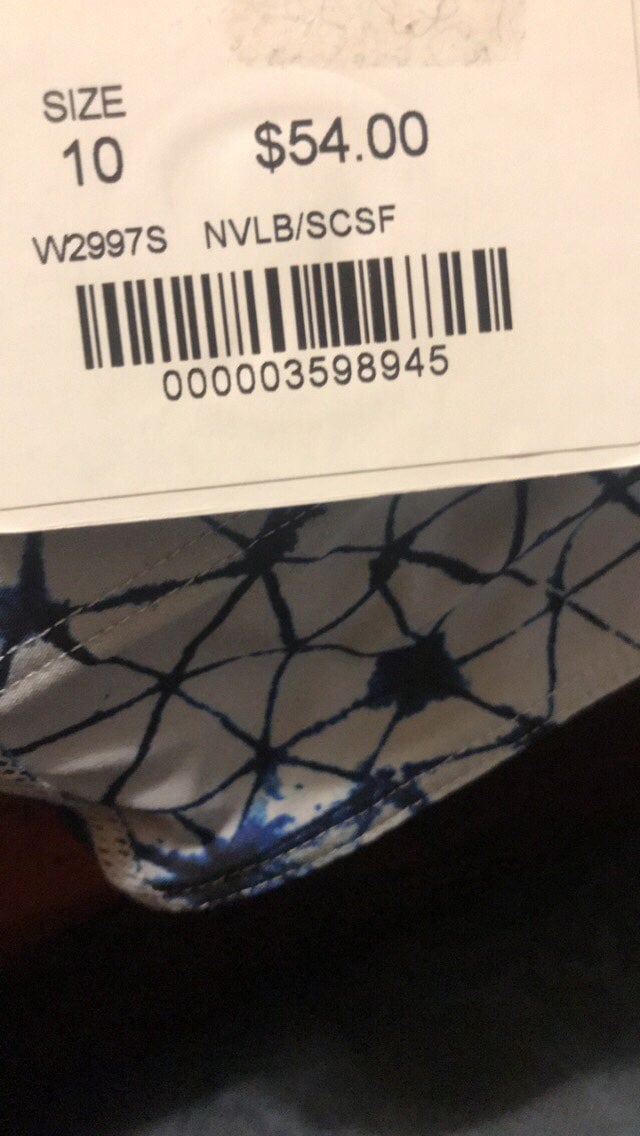 SIZE
10 $54.00
W2997S NVLB/SCSF
000003598945